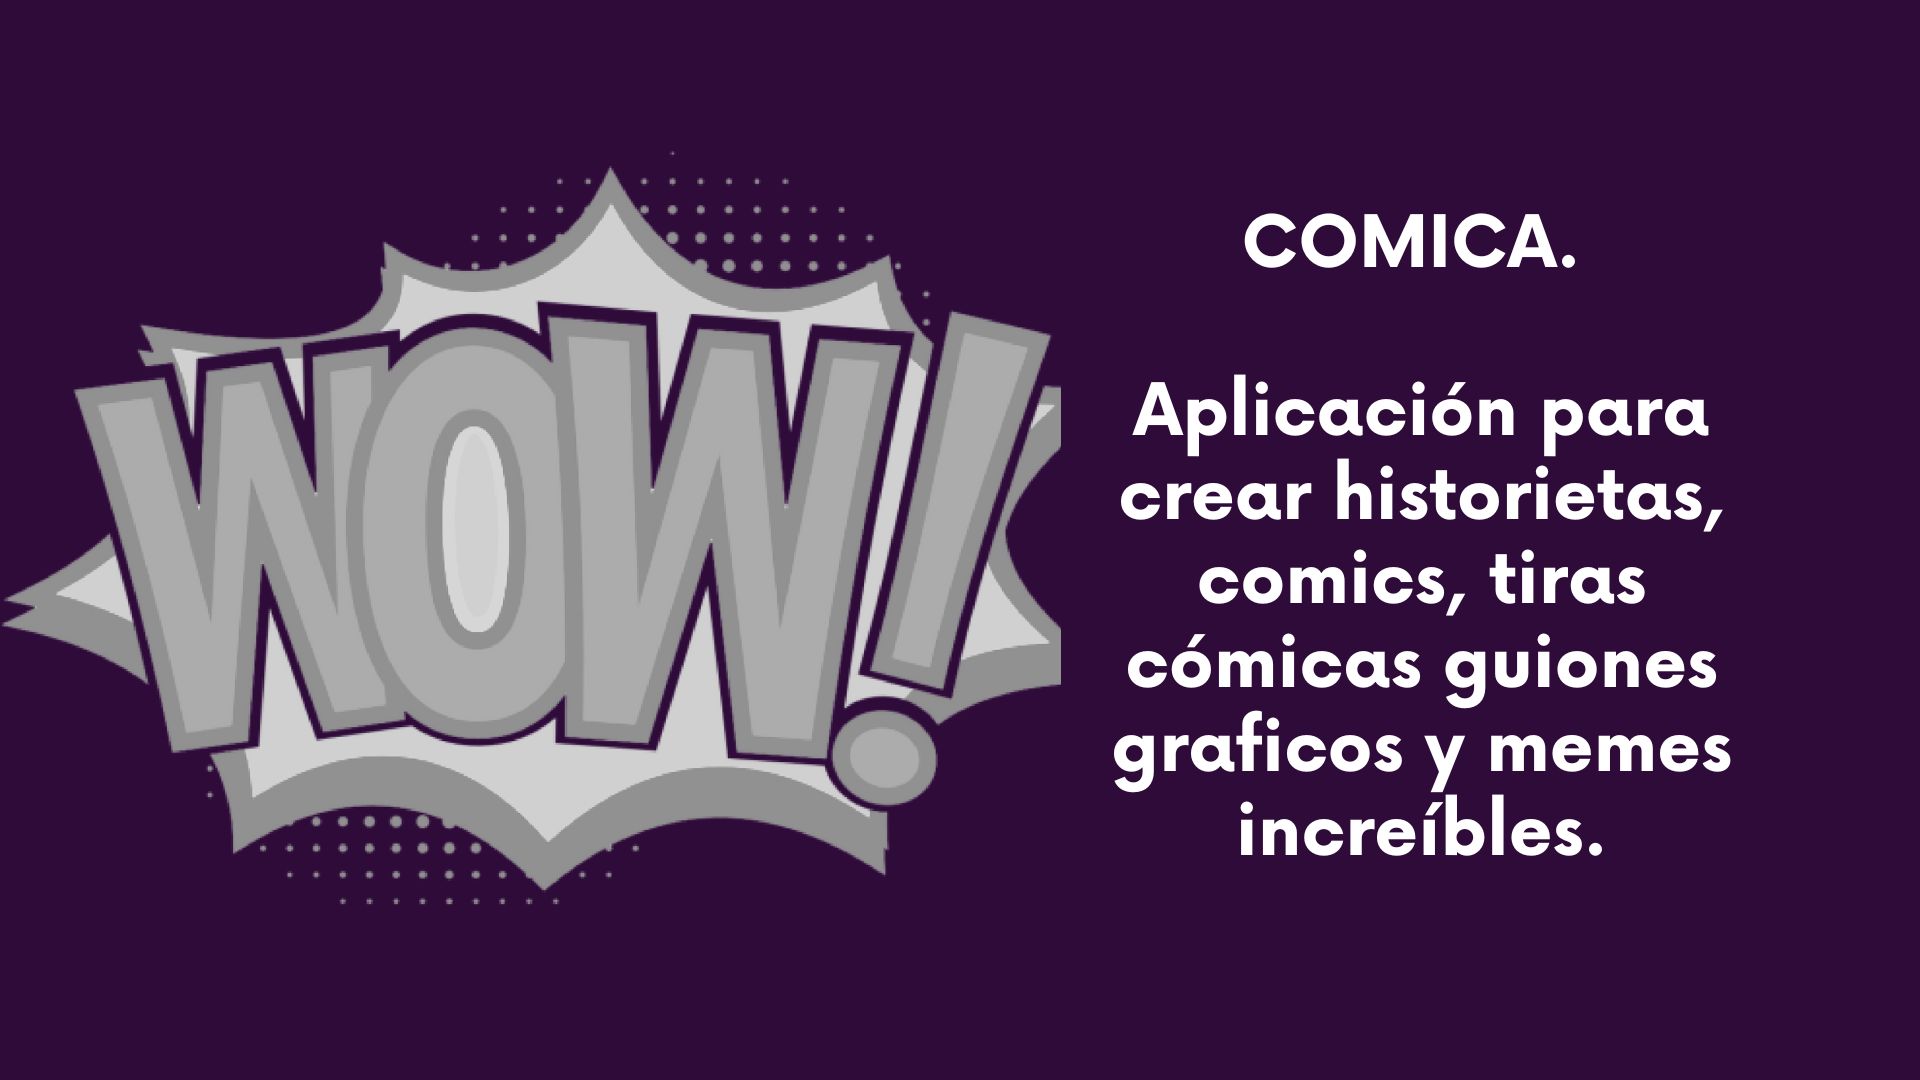 WOW!
COMICA.
Aplicación para
crear historietas,
comics, tiras
cómicas guiones
graficos y memes
increíbles.